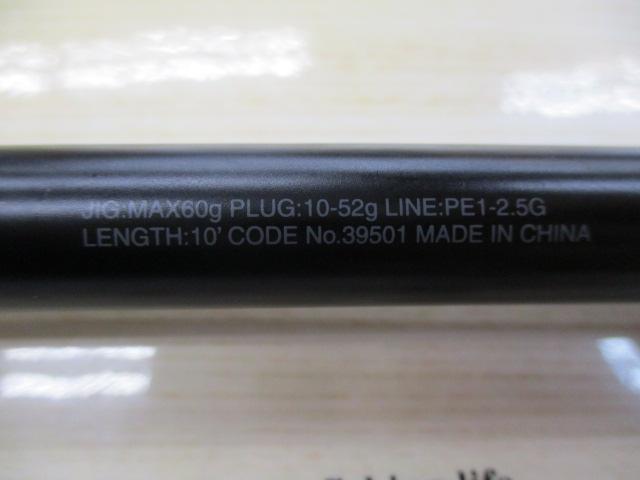 JIG:MAX60g PLUG:10-52g LINE:PE1-2.5G
LENGTH:10' CODE No.39501 MADE IN CHINA